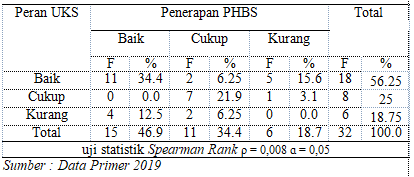 Peran UKS Penerapan PHBS Total
Baik Cukup Kurang
F % F % F % F %
Baik 11 34.4 2 6.25 5 15.6 18 56.25
Cukup 0 0.0 7 21.9 1 3.1 8 25
Kurang 4 12.5 2 6.25 0 0.0 6 18.75
Total 15 46.9 11 34.4 6 18.7 32 100.0
uji statistik Spearman Rank ρ = 0,008 α = 0,05
Sumber : Data Primer 2019